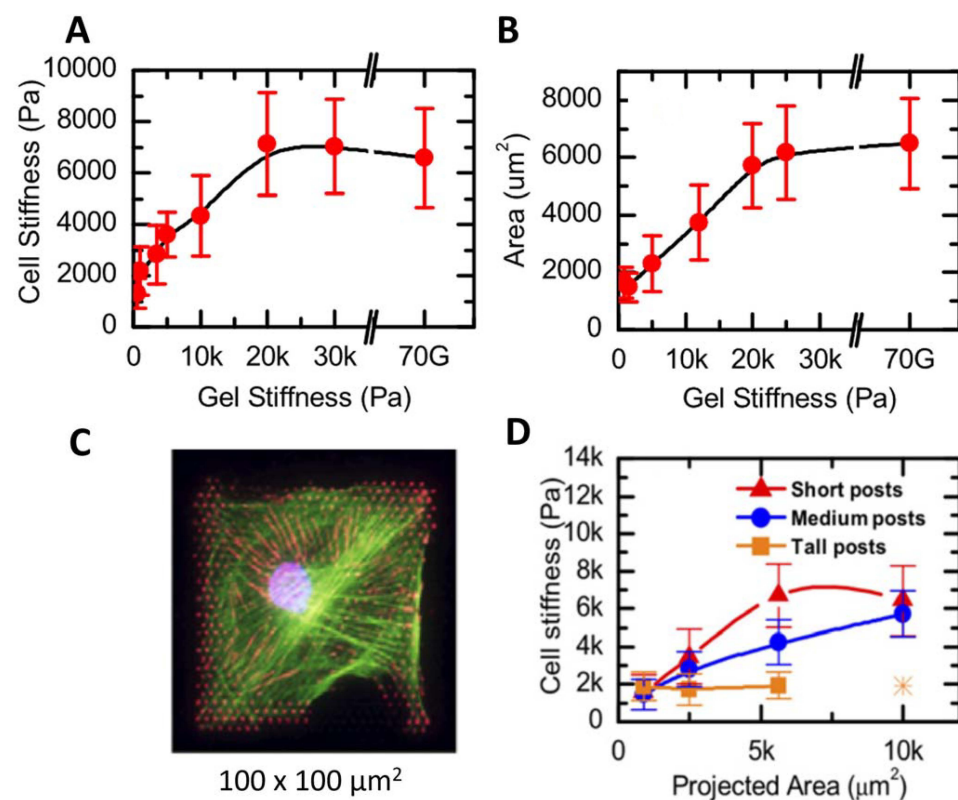 A
10000
8000
6000
4000
2000
0
Cell Stiffness (Pa)
0 10k 20k 30k 70G
Gel Stiffness (Pa)
B
8000
6000
4000
2000
0
Area (um²)
0 10k 20k 30k 70G
Gel Stiffness (Pa)
C
100 x 100 µm²
D
14k
12k
10k
8k
6k
4k
2k
0
Cell stiffness (Pa)
Short posts
Medium posts
Tall posts
0 5k 10k
Projected Area (µm²)